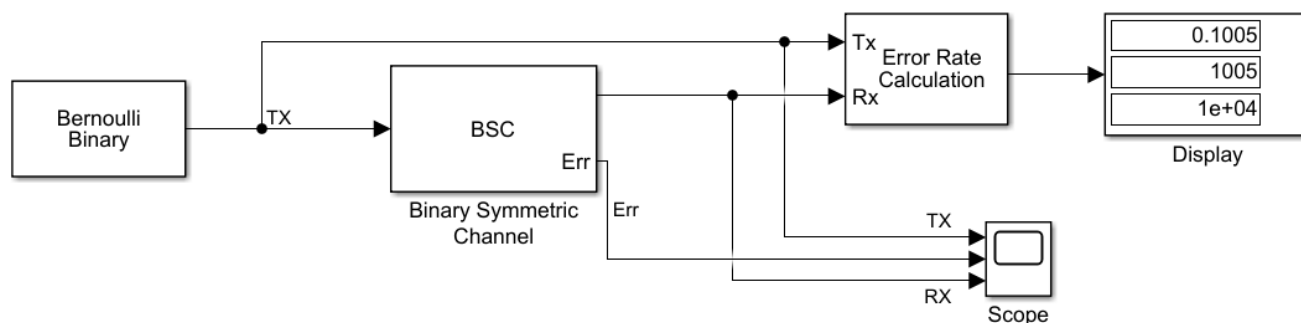 Bernoulli
Binary
TX
BSC
Err
Binary Symmetric
Channel
Err
Tx
Rx
Error Rate
Calculation
0.1005
1005
1e+04
Display
TX
RX
Scope